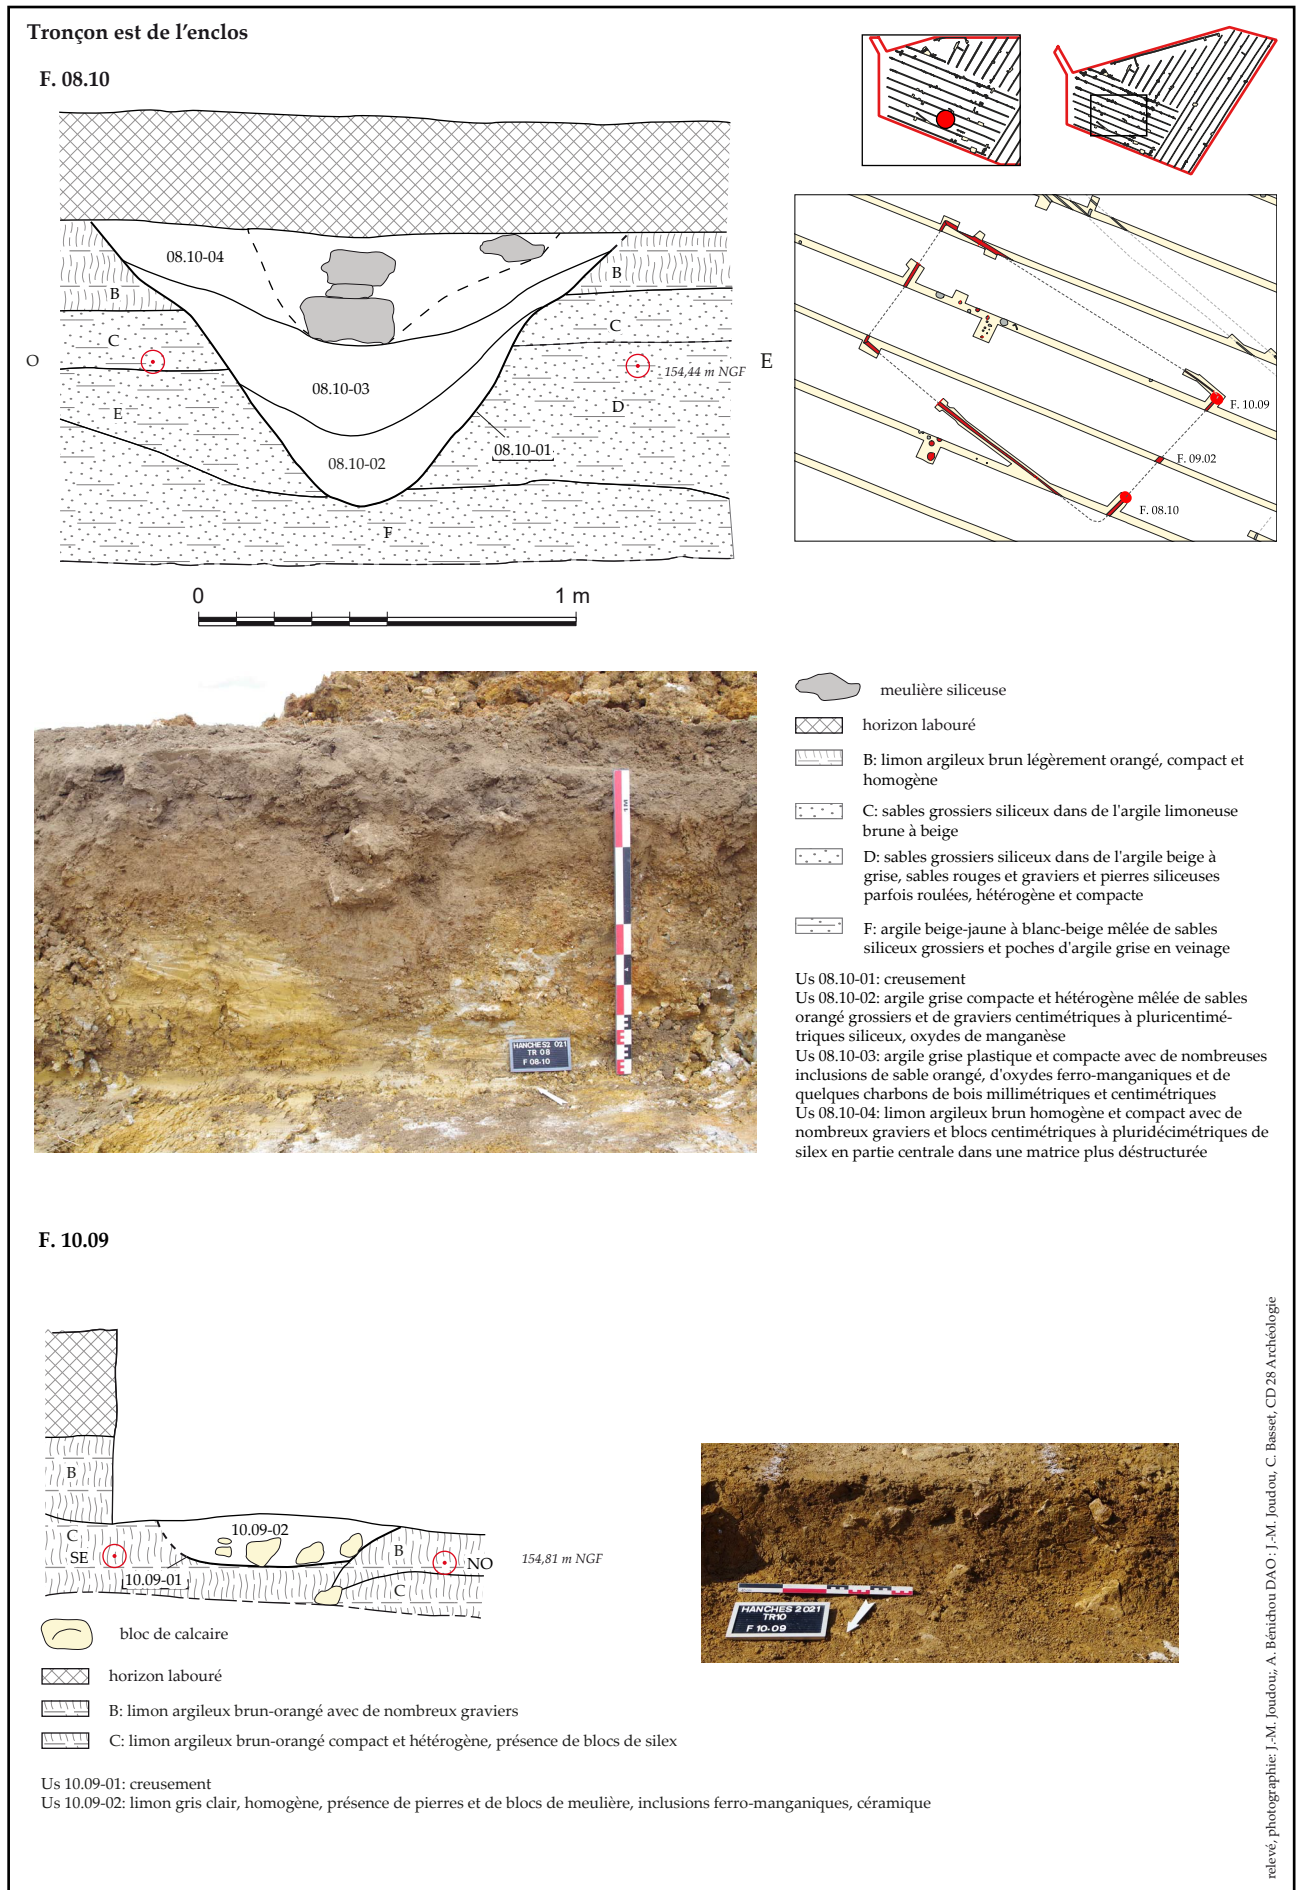 Tronçon est de l'enclos
F. 08.10
08.10-04
B
B
C
C
O
154,44 m NGF
E
08.10-03
E
D
08.10-01
08.10-02
F
0
1 m
F. 10.09
F. 09.02
F. 08.10
HANCHES2 021
TR 08
F 08-10
meulière siliceuse
horizon labouré
B: limon argileux brun légèrement orangé, compact et
homogène
C: sables grossiers siliceux dans de l'argile limoneuse
brune à beige
D: sables grossiers siliceux dans de l'argile beige à
grise, sables rouges et graviers et pierres siliceuses
parfois roulées, hétérogène et compacte
F: argile beige-jaune à blanc-beige mêlée de sables
siliceux grossiers et poches d'argile grise en veinage
Us 08.10-01: creusement
Us 08.10-02: argile grise compacte et hétérogène mêlée de sables
orangé grossiers et de graviers centimétriques à pluricentimé-
triques siliceux, oxydes de manganèse
Us 08.10-03: argile grise plastique et compacte avec de nombreuses
inclusions de sable orangé, d'oxydes ferro-manganiques et de
quelques charbons de bois millimétriques et centimétriques
Us 08.10-04: limon argileux brun homogène et compact avec de
nombreux graviers et blocs centimétriques à pluridécimétriques de
silex en partie centrale dans une matrice plus déstructurée
F. 10.09
B
C
SE
10.09-02
10.09-01
B
NO
C
154,81 m NGF
HANCHES 2021
TR10
F 10-09
bloc de calcaire
horizon labouré
B: limon argileux brun-orangé avec de nombreux graviers
C: limon argileux brun-orangé compact et hétérogène, présence de blocs de silex
Us 10.09-01: creusement
Us 10.09-02: limon gris clair, homogène, présence de pierres et de blocs de meulière, inclusions ferro-manganiques, céramique
relevé, photographie: J.-M. Joudou;, A. Bénichou DAO : J.-M. Joudou, C. Basset, CD 28 Archéologie